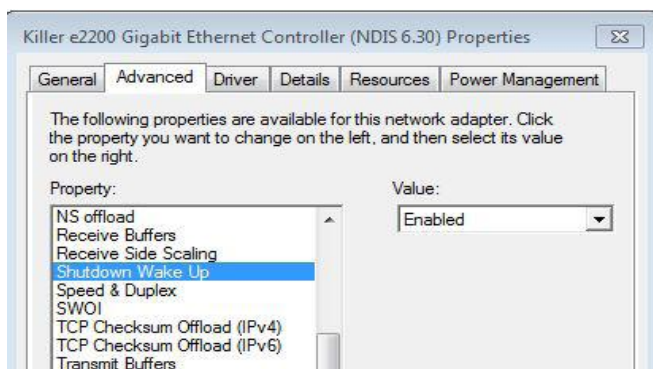 Killer e2200 Gigabit Ethernet Controller (NDIS 6.30) Properties
General Advanced Driver Details Resources Power Management
The following properties are available for this network adapter. Click
the property you want to change on the left, and then select its value
on the right.
Property:
Value:
NS offload
Enabled
Receive Buffers
Receive Side Scaling
Shutdown Wake Up
Speed & Duplex
SWOI
TCP Checksum Offload (IPv4)
TCP Checksum Offload (IPv6)
Transmit Buffers